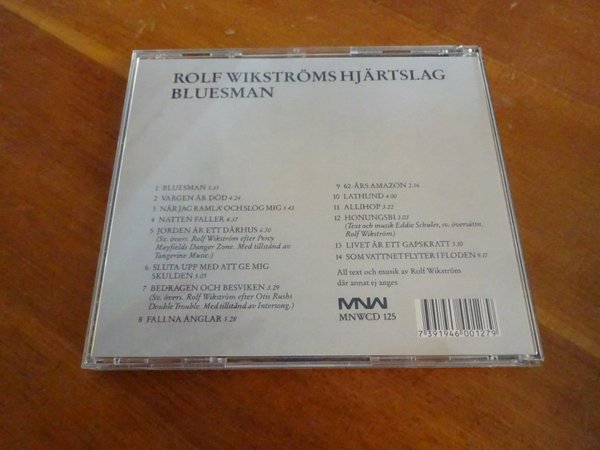 ROLF WIKSTRÖMS HJÄRTSLAG
BLUESMAN
1 BLUESMAN 3.35
2 VARGEN ÄR DÖD 4.24
3 NÄR JAG RAMLA' OCH SLOG MIG 3.43
4 NATTEN FALLER 4.37
5 JORDEN ÄR ETT DÅRHUS 4.30
(Sv. övers. Rolf Wikström efter Percy
Mayfields Danger Zone. Med tillstånd av
Tangerine Music.)
6 SLUTA UPP MED ATT GE MIG
SKULDEN 3.05
7 BEDRAGEN OCH BESVIKEN 3.29
(Sv. övers. Rolf Wikström efter Otis Rushs
Double Trouble. Med tillstånd av Intersong.)
8 FALLNA ÄNGLAR 5.28
9 62-ÅRS AMAZON 2.36
10 LATHUND 4.00
11 ALLIHOP 3.22
12 HONUNGSBI 3.03
(Text och musik Eddie Schuler, sv. översättn.
Rolf Wikström.)
13 LIVET ÄR ETT GAPSKRATT 3.30
14 SOM VATTNET FLYTER I FLODEN 9.17
All text och musik av Rolf Wikström
där annat ej anges
MNW
MNWCD 125
7 391946 001279